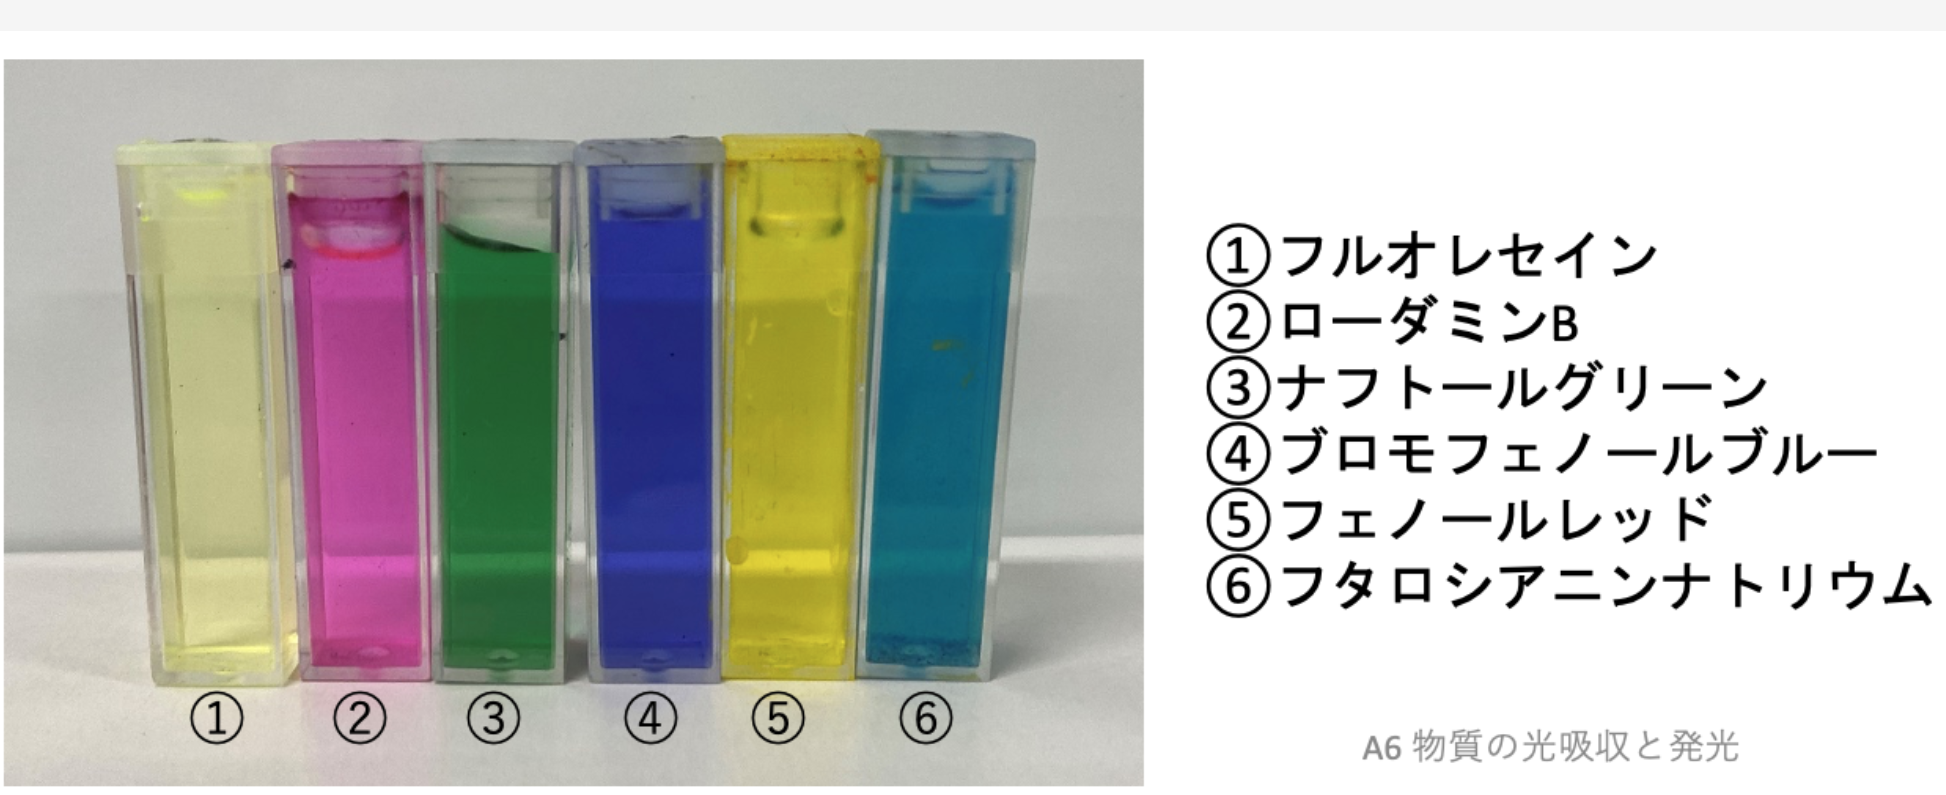 ①フルオレセイン
②ローダミンB
③ナフトールグリーン
④ブロモフェノールブルー
⑤フェノールレッド
⑥フタロシアニンナトリウム
① ② ③ ④ ⑤ ⑥
A6 物質の光吸収と発光